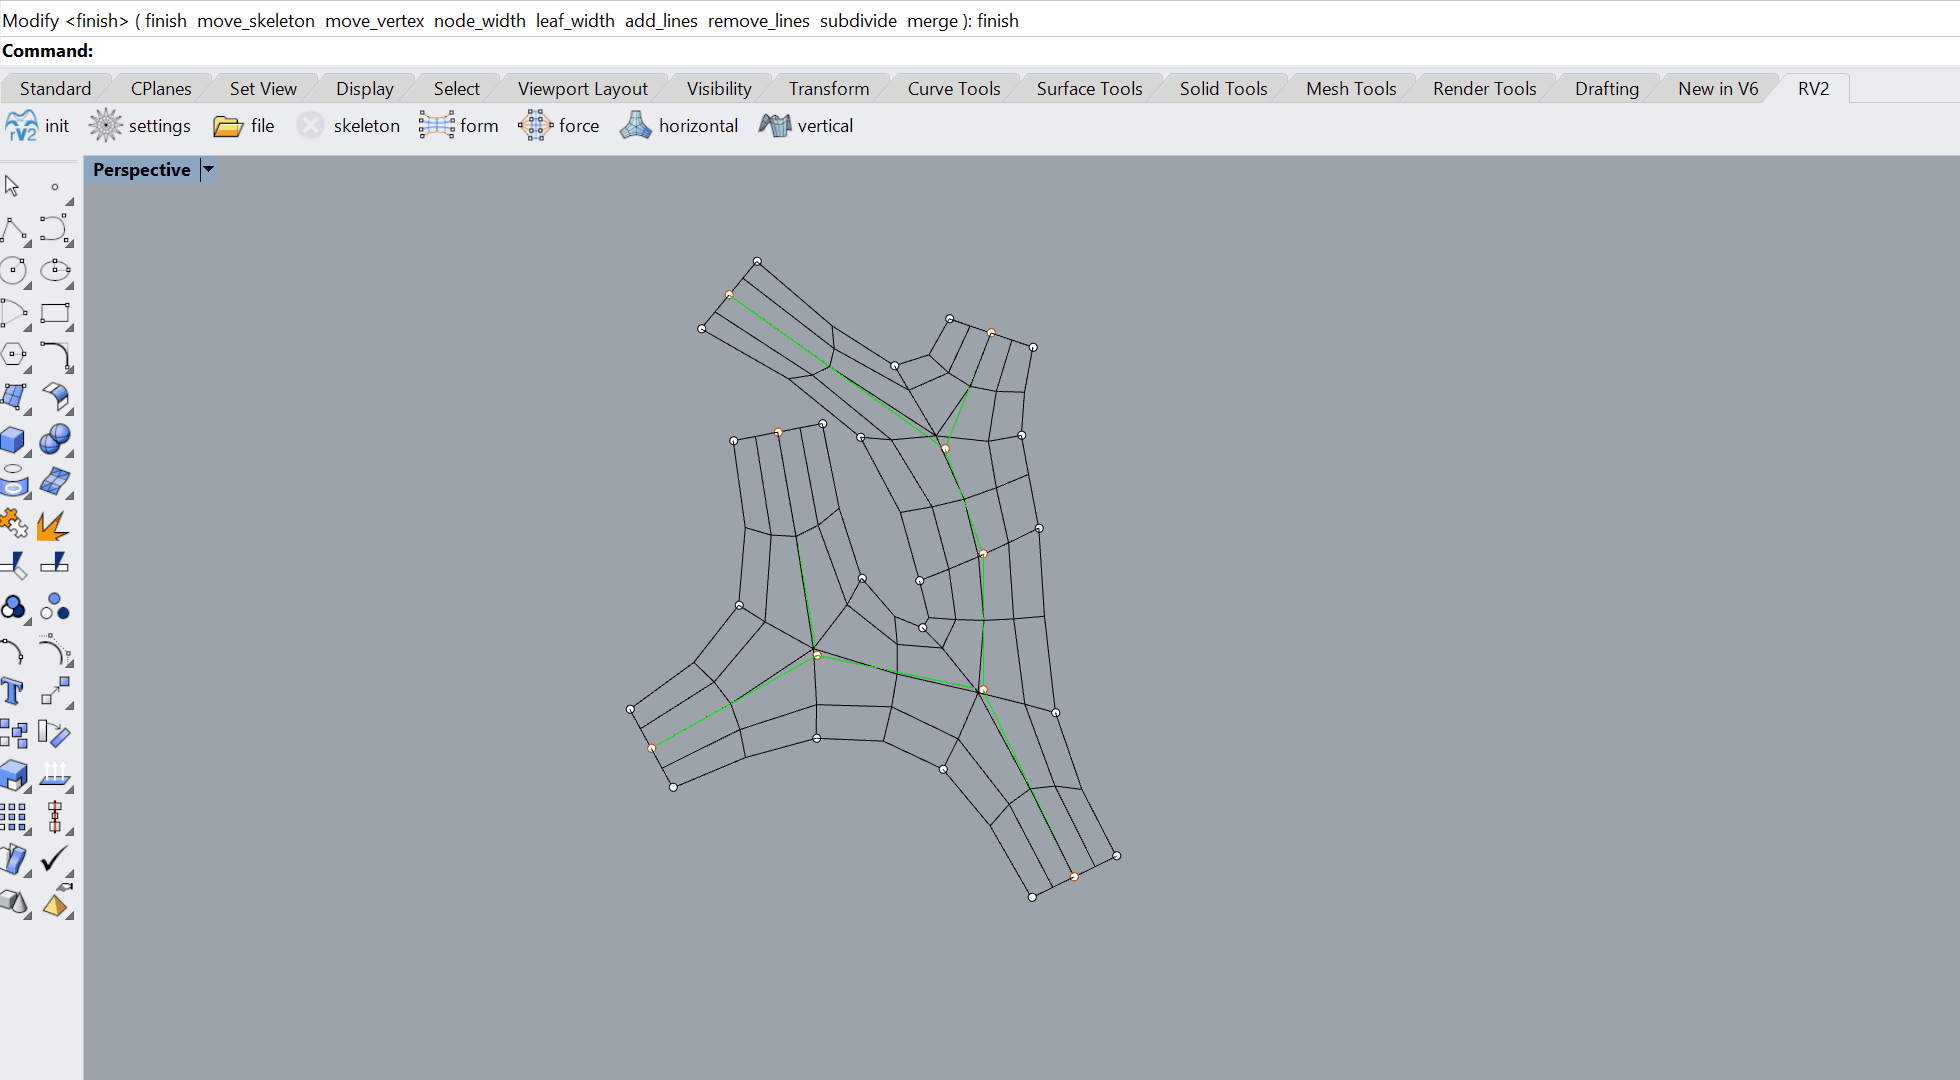 Modify <finish> ( finish move_skeleton move_vertex node_width leaf_width add_lines remove_lines subdivide merge ): finish
Command:
Standard CPlanes Set View Display Select Viewport Layout Visibility Transform Curve Tools Surface Tools Solid Tools Mesh Tools Render Tools Drafting New in V6 RV2
rV2 init settings file skeleton form force horizontal vertical
Perspective
T